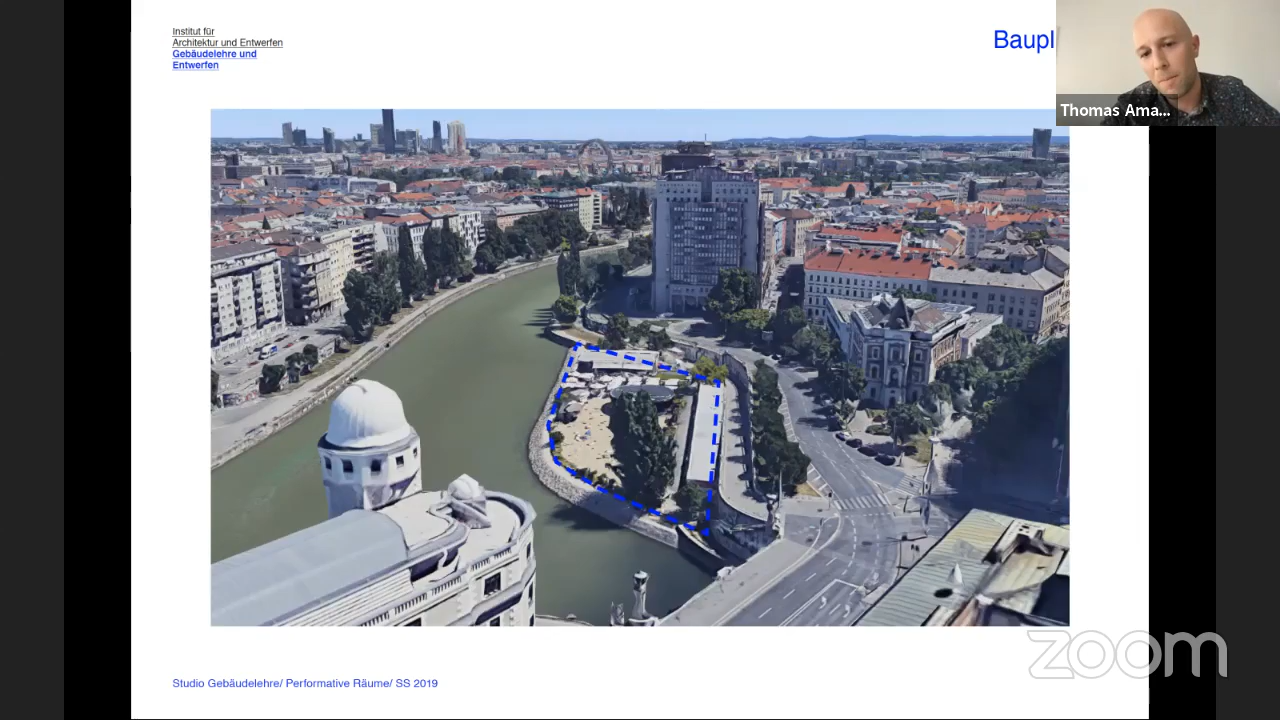 Institut für
Architektur und Entwerfen
Gebäudelehre und
Entwerfen
Baupl
Thomas Ama...
zoom
Studio Gebäudelehre/ Performative Räume/ SS 2019